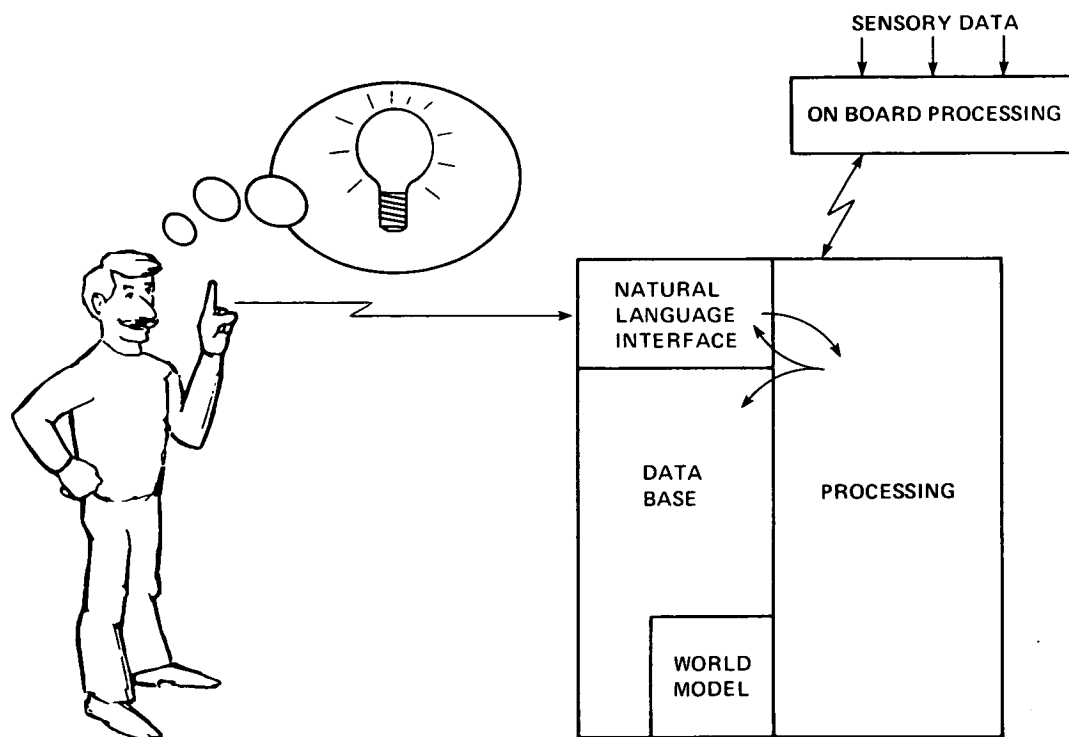 SENSORY DATA
ON BOARD PROCESSING
NATURAL
LANGUAGE
INTERFACE
DATA
BASE
PROCESSING
WORLD
MODEL